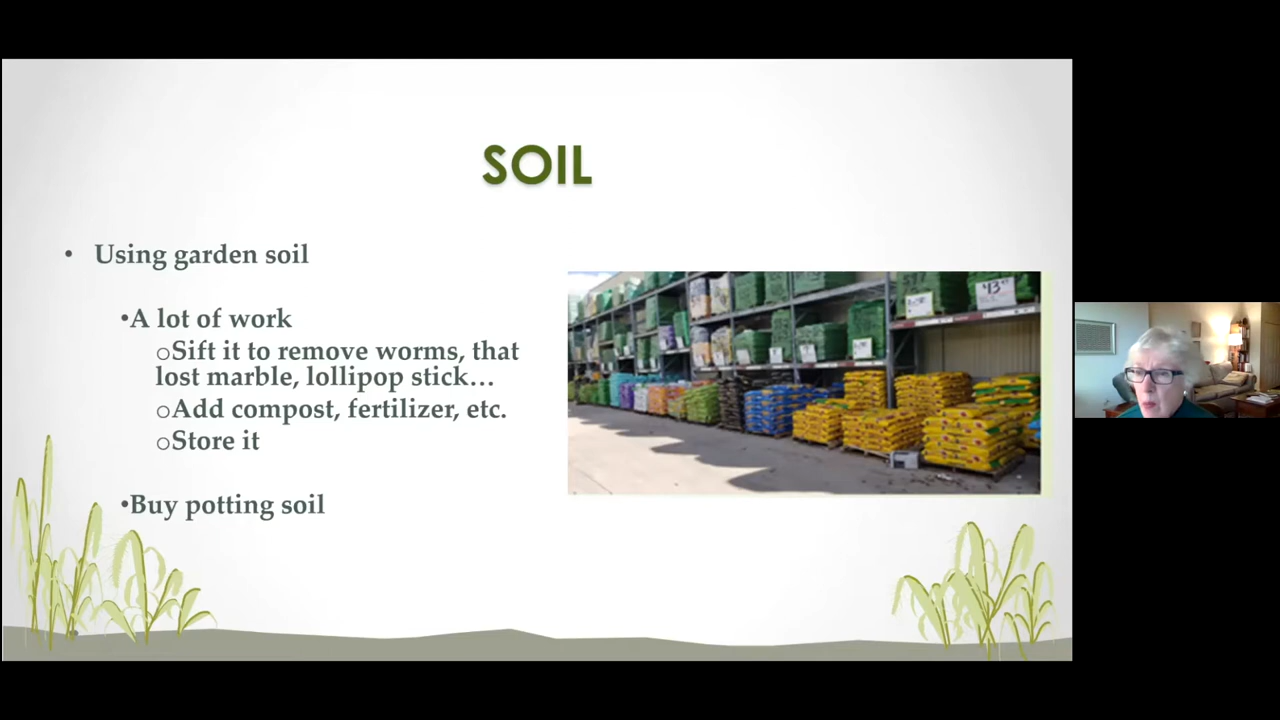 SOIL
• Using garden soil
•A lot of work
oSift it to remove worms, that
lost marble, lollipop stick…
oAdd compost, fertilizer, etc.
oStore it
•Buy potting soil